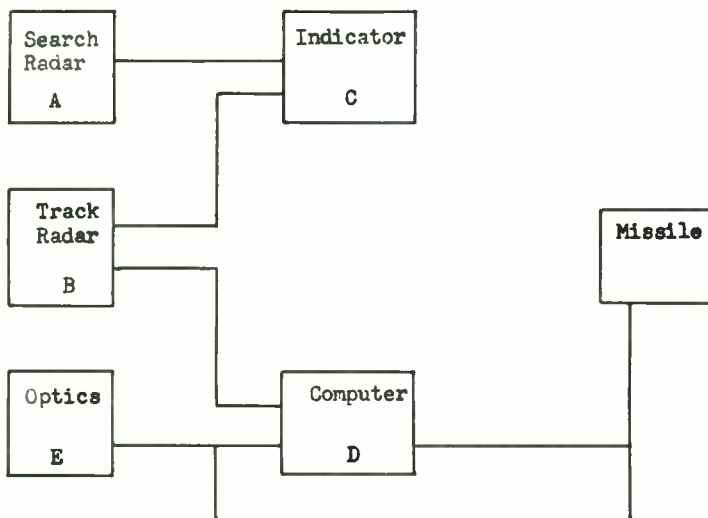 Search
Radar
A
Indicator
C
Track
Radar
B
Missile
Optics
E
Computer
D